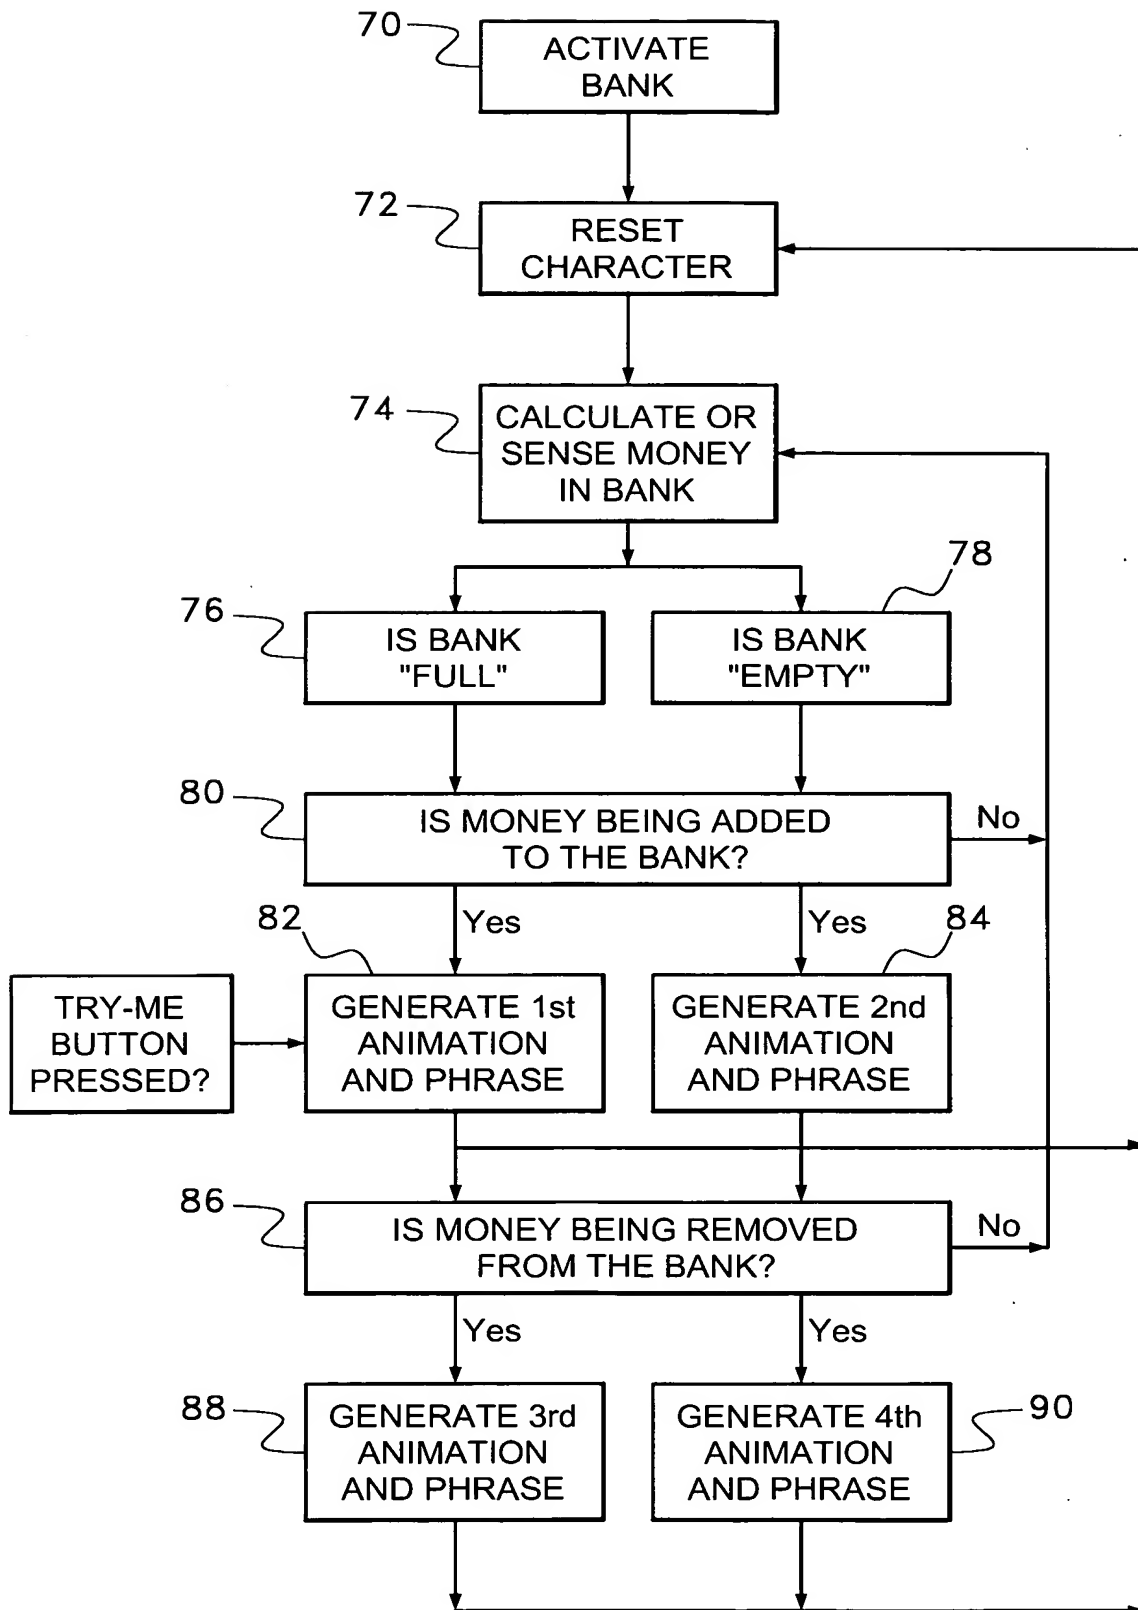 70
ACTIVATE
BANK
72
RESET
CHARACTER
74
CALCULATE OR
SENSE MONEY
IN BANK
76
IS BANK
"FULL"
78
IS BANK
"EMPTY"
80
IS MONEY BEING ADDED
TO THE BANK?
No
Yes
Yes
82
84
TRY-ME
BUTTON
PRESSED?
GENERATE 1st
ANIMATION
AND PHRASE
GENERATE 2nd
ANIMATION
AND PHRASE
86
IS MONEY BEING REMOVED
FROM THE BANK?
No
Yes
Yes
88
GENERATE 3rd
ANIMATION
AND PHRASE
GENERATE 4th
ANIMATION
AND PHRASE
90